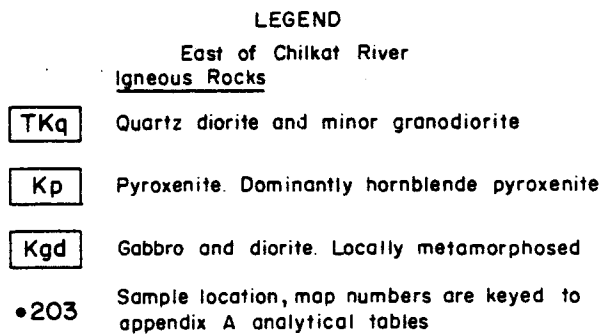 LEGEND
East of Chilkat River
Igneous Rocks
TKq Quartz diorite and minor granodiorite
Kp Pyroxenite. Dominantly hornblende pyroxenite
Kgd Gabbro and diorite. Locally metamorphosed
•203 Sample location, map numbers are keyed to
appendix A analytical tables